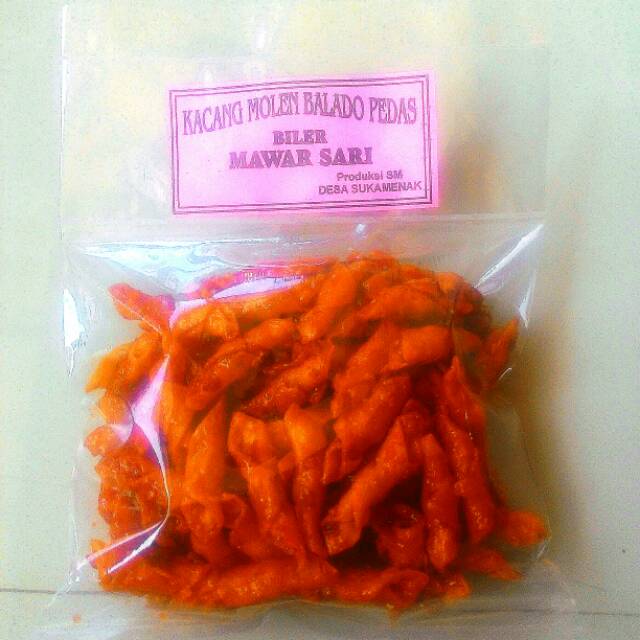 KACANG MOLEN BALADO PEDAS
BILER
MAWAR SARI
Produksi SM
DESA SUKAMENAK